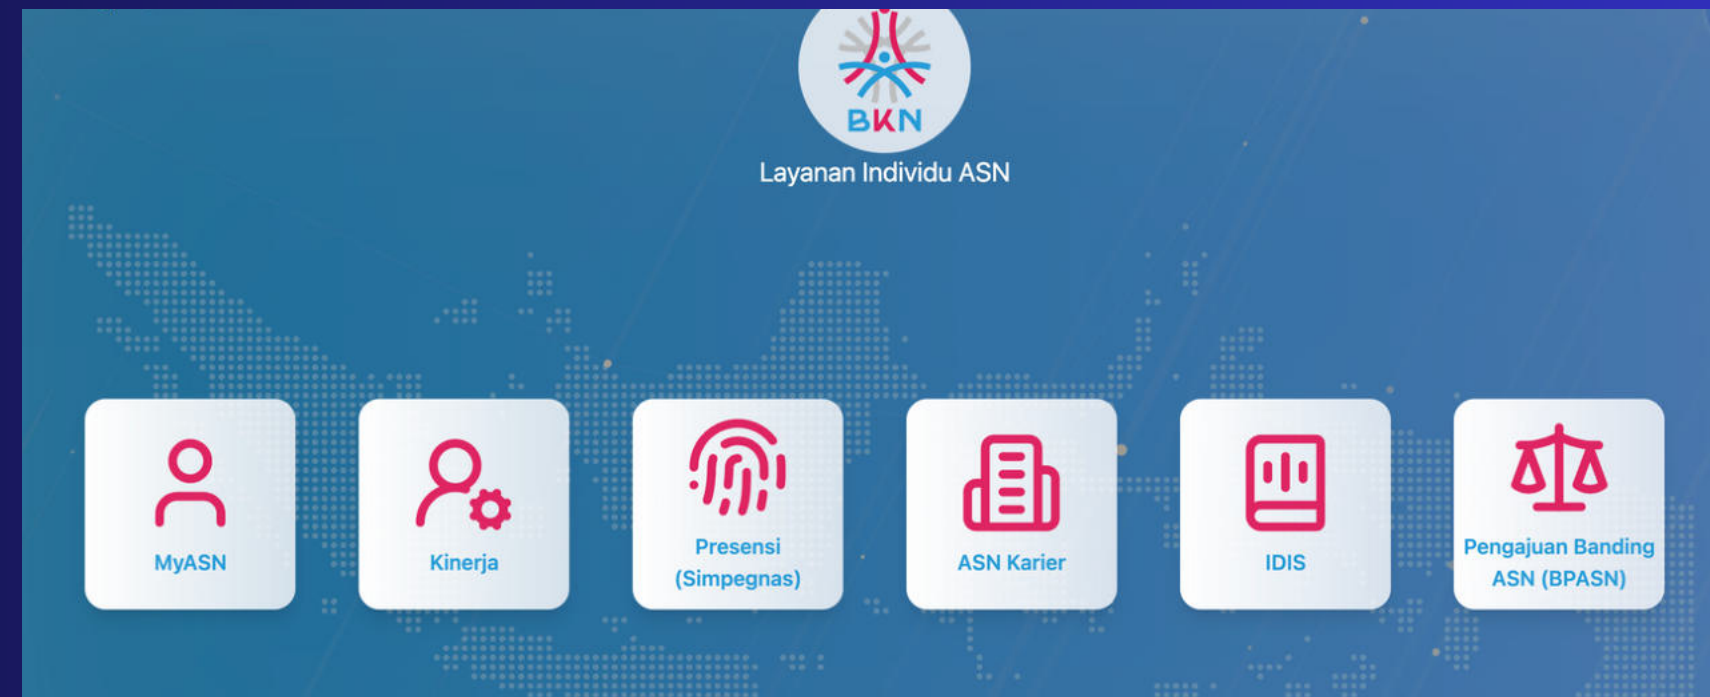 BKN
Layanan Individu ASN
MyASN
Kinerja
Presensi
(Simpegnas)
ASN Karier
IDIS
Pengajuan Banding
ASN (BPASN)